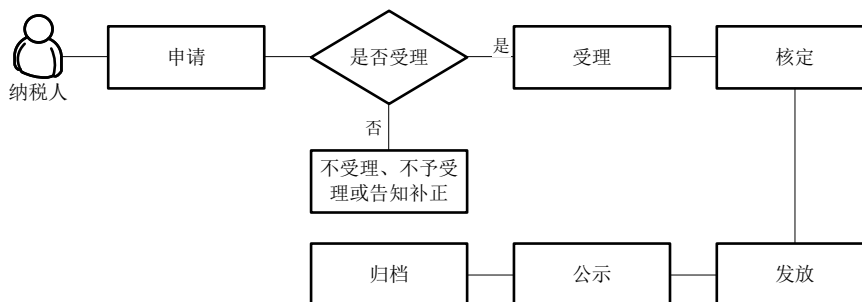 纳税人
申请
是否受理
是
受理
核定
否
不受理、不予受
理或告知补正
归档
公示
发放